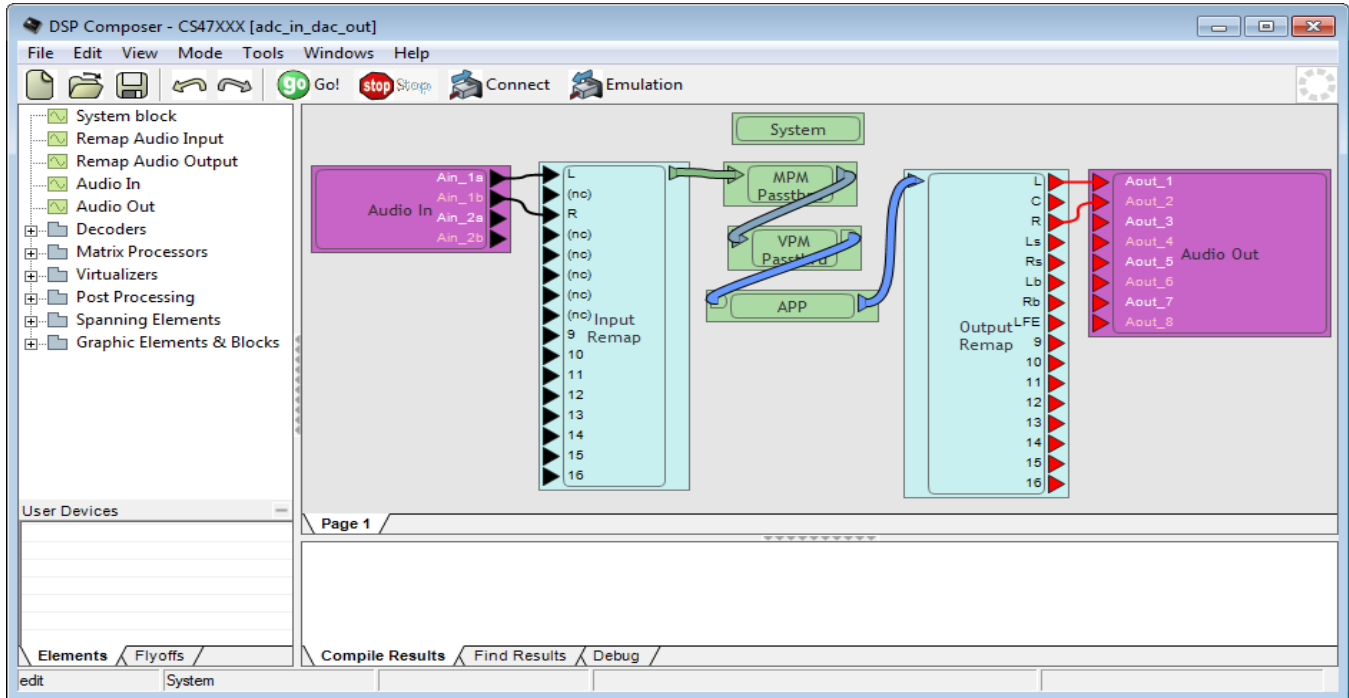 DSP Composer - CS47XXX [adc_in_dac_out]
File Edit View Mode Tools Windows Help
go Go! stop Stop Connect Emulation
System block
Remap Audio Input
Remap Audio Output
Audio In
Audio Out
Decoders
Matrix Processors
Virtualizers
Post Processing
Spanning Elements
Graphic Elements & Blocks
User Devices
Elements Flyoffs
Audio In
Ain_1a
Ain_1b
Ain_2a
Ain_2b
L
(nc)
R
(nc)
(nc)
(nc)
(nc)
(nc)
9
10
11
12
13
14
15
16
Input
Remap
System
MPM
Passthru
VPM
Passthru
APP
Output
Remap
L
C
R
Ls
Rs
Lb
Rb
LFE
9
10
11
12
13
14
15
16
Aout_1
Aout_2
Aout_3
Aout_4
Aout_5
Aout_6
Aout_7
Aout_8
Audio Out
Page 1
Compile Results Find Results Debug
edit System